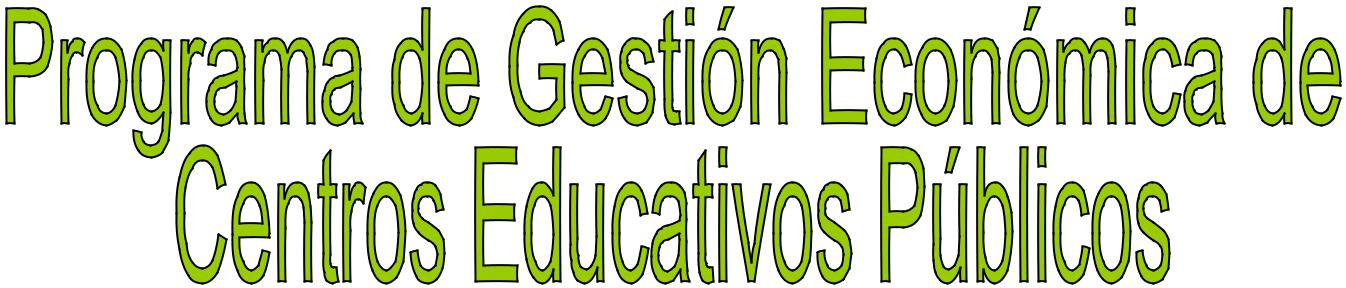 Programa de Gestión Económica de
Centros Educativos Públicos